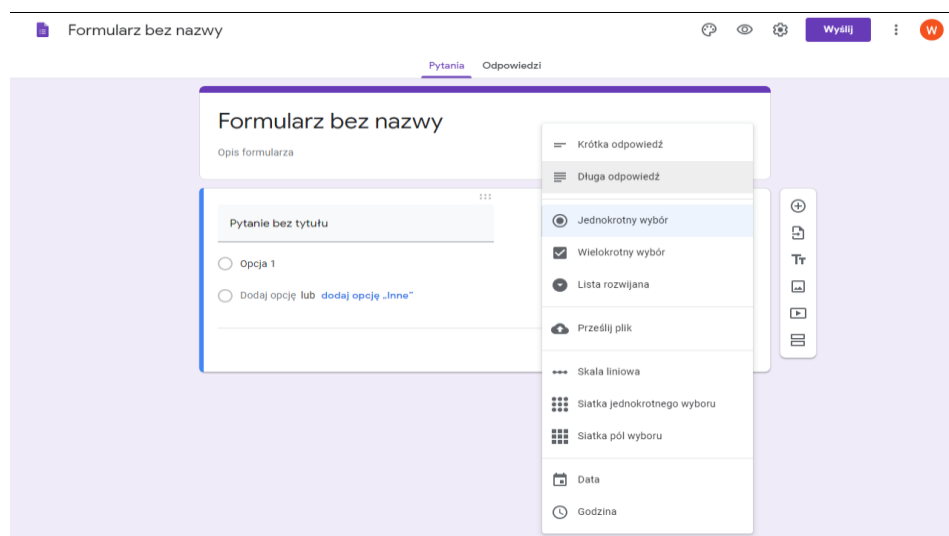 Formularz bez nazwy
Wyślij
W
Pytania Odpowiedzi
Formularz bez nazwy
Opis formularza
Pytanie bez tytułu
Opcja 1
Dodaj opcję lub dodaj opcję „Inne”
Krótka odpowiedź
Długa odpowiedź
Jednokrotny wybór
Wielokrotny wybór
Lista rozwijana
Prześlij plik
Skala liniowa
Siatka jednokrotnego wyboru
Siatka pól wyboru
Data
Godzina
Tт